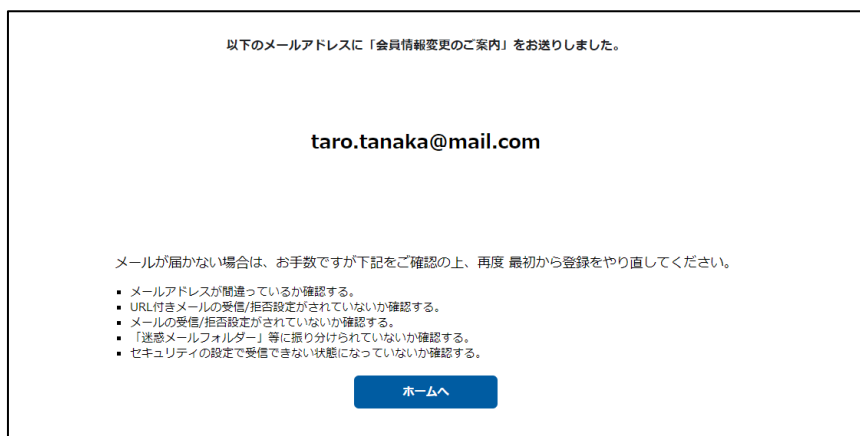 以下のメールアドレスに「会員情報変更のご案内」をお送りしました。
taro.tanaka@mail.com
メールが届かない場合は、お手数ですが下記をご確認の上、再度 最初から登録をやり直してください。
▪ メールアドレスが間違っているか確認する。
▪ URL付きメールの受信/拒否設定がされていないか確認する。
▪ メールの受信/拒否設定がされていないか確認する。
▪ 「迷惑メールフォルダー」等に振り分けられていないか確認する。
▪ セキュリティの設定で受信できない状態になっていないか確認する。
ホームへ